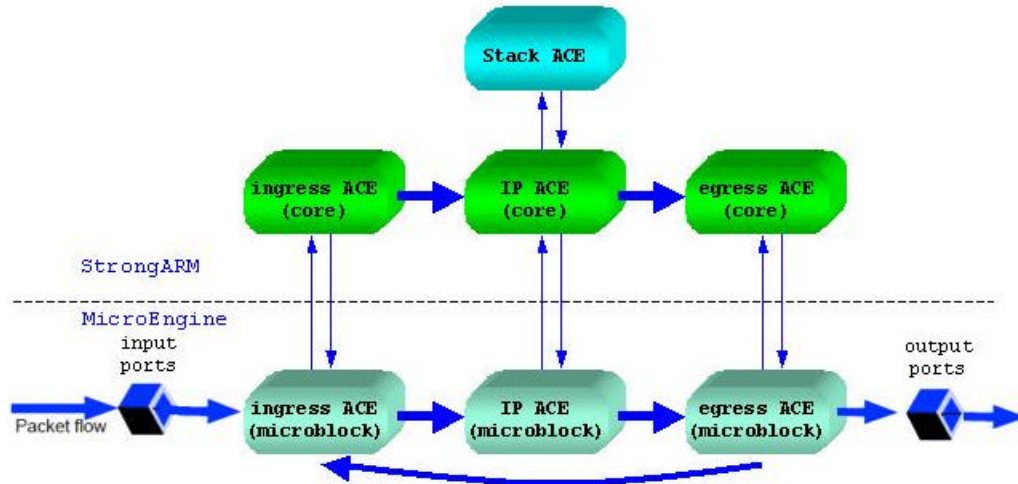 Stack ACE
ingress ACE
(core)
IP ACE
(core)
egress ACE
(core)
StrongARM
MicroEngine
input
ports
output
ports
Packet flow
ingress ACE
(microblock)
IP ACE
(microblock)
egress ACE
(microblock)